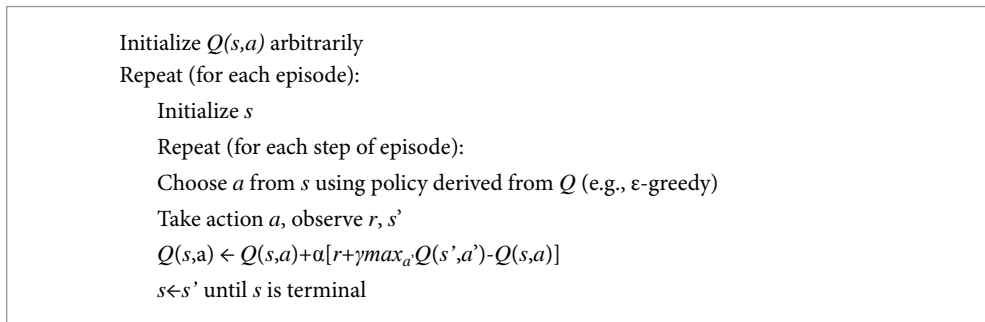 Initialize Q(s,a) arbitrarily
Repeat (for each episode):
Initialize s
Repeat (for each step of episode):
Choose a from s using policy derived from Q (e.g., ε-greedy)
Take action a, observe r, s’
Q(s,a) ← Q(s,a)+α[r+γmaxₐ’Q(s’,a’)-Q(s,a)]
s←s’ until s is terminal